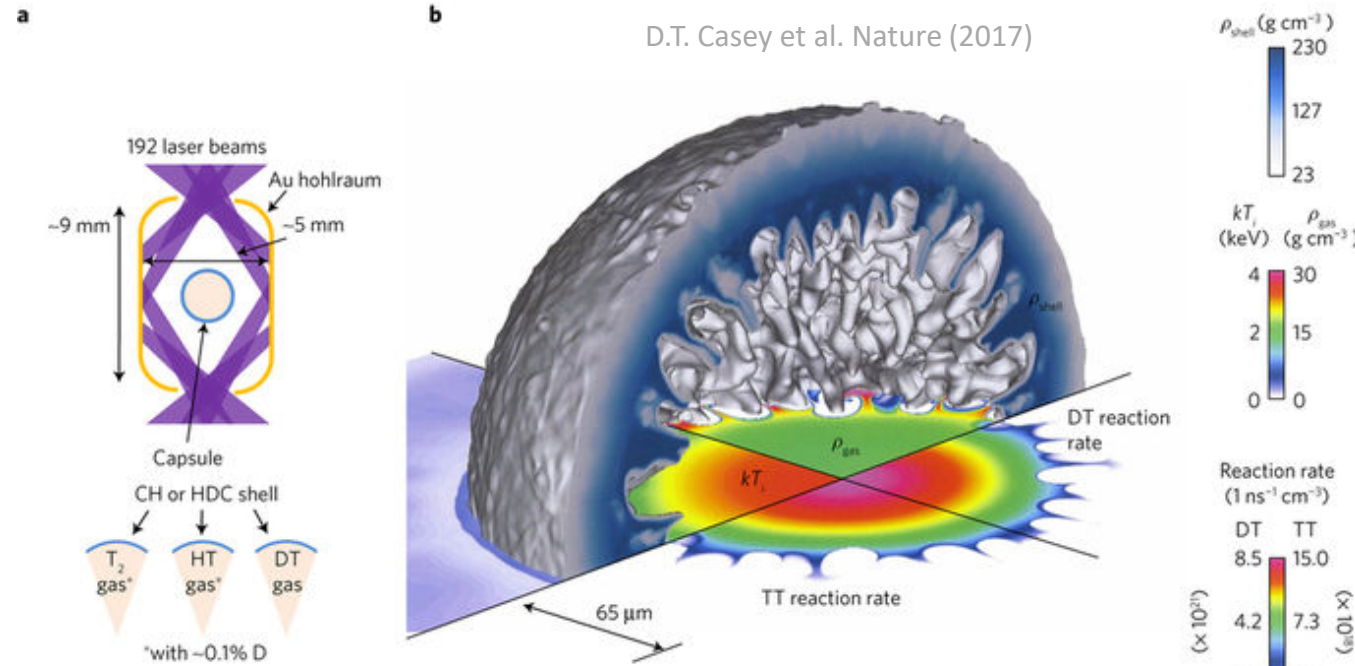 a
b
D.T. Casey et al. Nature (2017)
192 laser beams
Au hohlraum
~9 mm
~5 mm
Capsule
CH or HDC shell
T₂ gas*
HT gas*
DT gas
*with ~0.1% D
ρshell
ρgas
kTᵢ
DT reaction
rate
TT reaction rate
65 μm
ρshell (g cm⁻³)
230
127
23
kTᵢ ρgas
(keV) (g cm⁻³)
4 30
2 15
0 0
Reaction rate
(1 ns⁻¹ cm⁻³)
DT TT
8.5 15.0
4.2 7.3
(× 10²¹)
(× 10¹⁸)